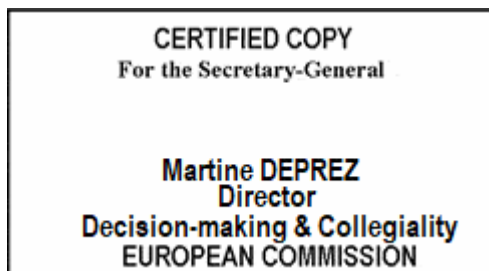 CERTIFIED COPY
For the Secretary-General
Martine DEPREZ
Director
Decision-making & Collegiality
EUROPEAN COMMISSION